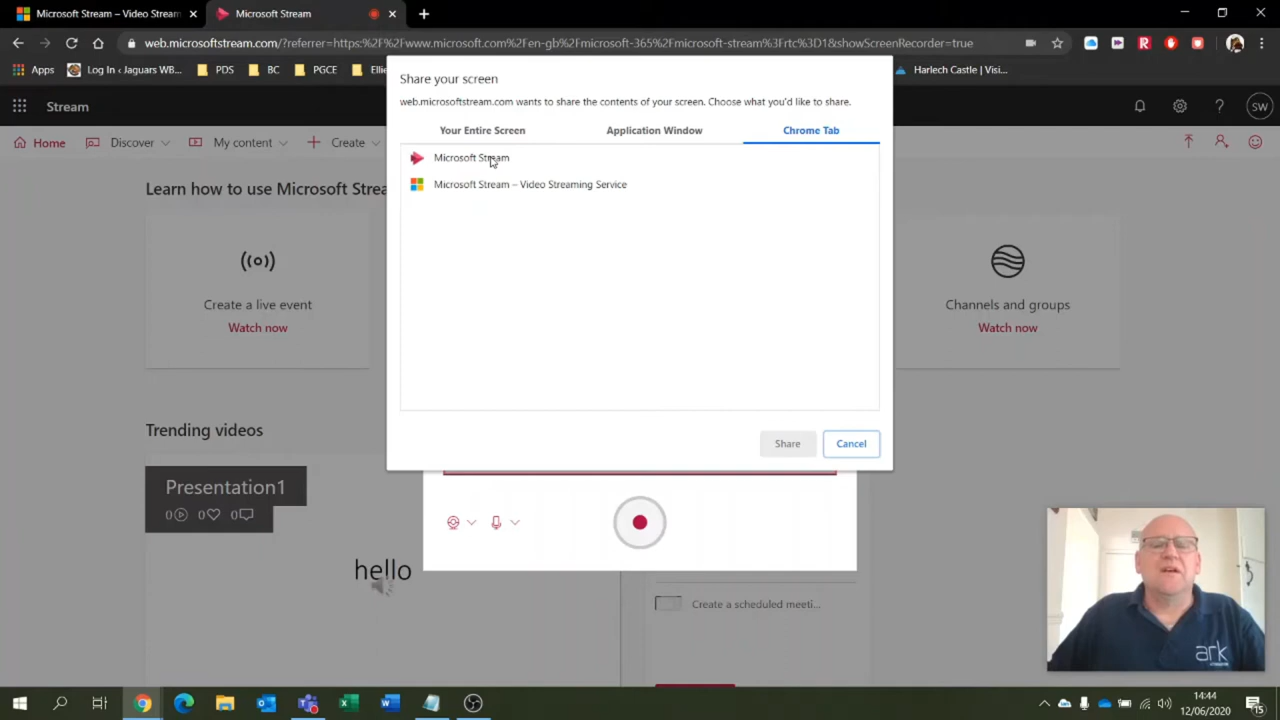 Microsoft Stream – Video Stream
Microsoft Stream
web.microsoftstream.com/?referrer=https:%2F%2Fwww.microsoft.com%2Fen-gb%2Fmicrosoft-365%2Fmicrosoft-stream%3Frtc%3D1&showScreenRecorder=true
Apps
Log In ‹ Jaguars WB...
PDS
BC
PGCE
Harlech Castle | Visi...
Stream
SW
Home
Discover
My content
Create
Share your screen
web.microsoftstream.com wants to share the contents of your screen. Choose what you'd like to share.
Your Entire Screen
Application Window
Chrome Tab
Microsoft Stream
Microsoft Stream – Video Streaming Service
Share
Cancel
Learn how to use Microsoft Strea
Create a live event
Watch now
Channels and groups
Watch now
Trending videos
Presentation1
0
0
0
hello
Create a scheduled meeti...
ark
14:44
12/06/2020
15